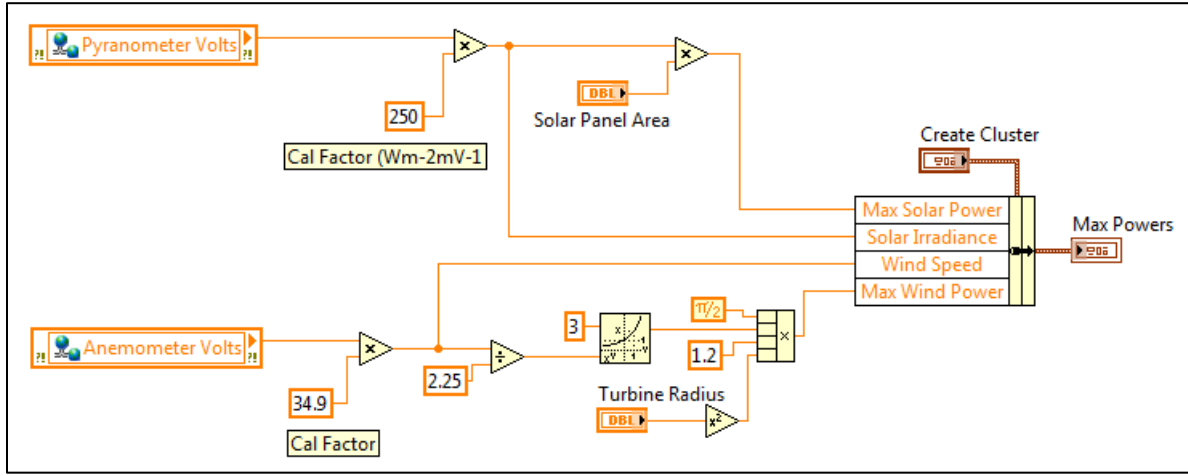 Pyranometer Volts
?!
?!
×
×
250
DBL
Solar Panel Area
Cal Factor (Wm-2mV-1
Create Cluster
Max Solar Power
Solar Irradiance
Wind Speed
Max Wind Power
Max Powers
Anemometer Volts
?!
?!
×
34.9
Cal Factor
÷
2.25
3
x
xʸ
π/2
1.2
×
Turbine Radius
DBL
x²